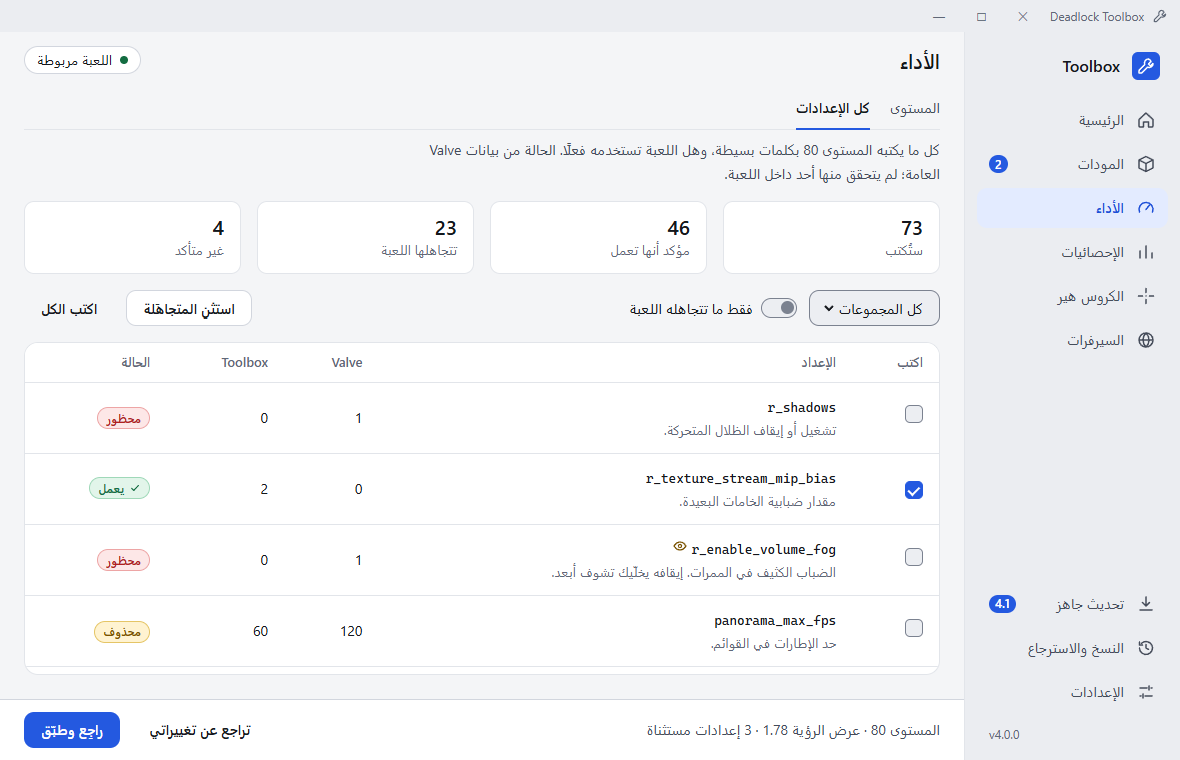 Deadlock Toolbox
Toolbox
الرئيسية
المودات 2
الأداء
الإحصائيات
الكروس هير
السيرفرات
تحديث جاهز 4.1
النسخ والاسترجاع
الإعدادات
v4.0.0
الأداء
اللعبة مربوطة
المستوى
كل الإعدادات
كل ما يكتبه المستوى 80 بكلمات بسيطة، وهل اللعبة تستخدمه فعلًا. الحالة من بيانات Valve
العامة؛ لم يتحقق منها أحد داخل اللعبة.
73
ستُكتب
46
مؤكد أنها تعمل
23
تتجاهلها اللعبة
4
غير متأكد
كل المجموعات
فقط ما تتجاهله اللعبة
استثنِ المتجاهَلة
اكتب الكل
اكتب الإعداد Valve Toolbox الحالة
r_shadows 1 0 محظور
تشغيل أو إيقاف الظلال المتحركة.
r_texture_stream_mip_bias 0 2 يعمل
مقدار ضبابية الخامات البعيدة.
r_enable_volume_fog 1 0 محظور
الضباب الكثيف في الممرات. إيقافه يخلّيك تشوف أبعد.
panorama_max_fps 120 60 محذوف
حد الإطارات في القوائم.
المستوى 80 · عرض الرؤية 1.78 · 3 إعدادات مستثناة
تراجع عن تغييراتي
راجِع وطبّق